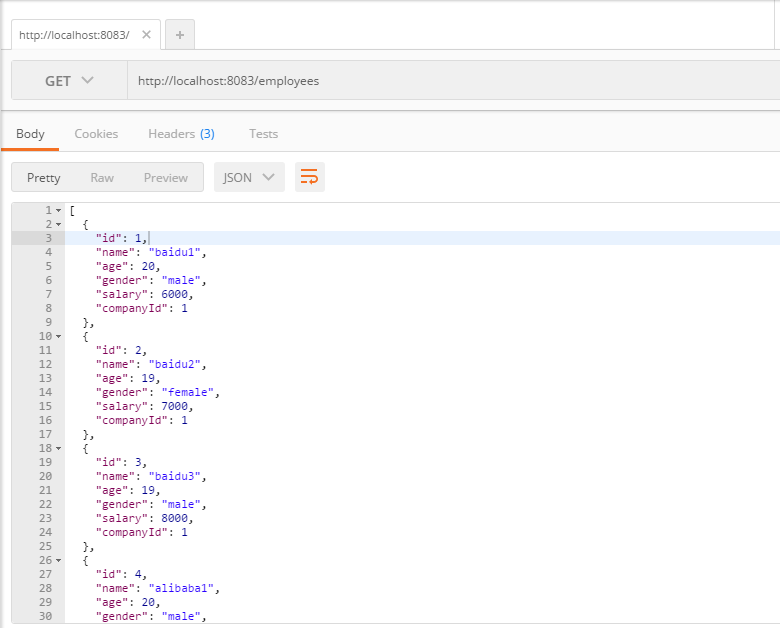 http://localhost:8083/ ✕ +
GET http://localhost:8083/employees
Body Cookies Headers (3) Tests
Pretty Raw Preview JSON
1 [
2 {
3 "id": 1,
4 "name": "baidu1",
5 "age": 20,
6 "gender": "male",
7 "salary": 6000,
8 "companyId": 1
9 },
10 {
11 "id": 2,
12 "name": "baidu2",
13 "age": 19,
14 "gender": "female",
15 "salary": 7000,
16 "companyId": 1
17 },
18 {
19 "id": 3,
20 "name": "baidu3",
21 "age": 19,
22 "gender": "male",
23 "salary": 8000,
24 "companyId": 1
25 },
26 {
27 "id": 4,
28 "name": "alibaba1",
29 "age": 20,
30 "gender": "male",